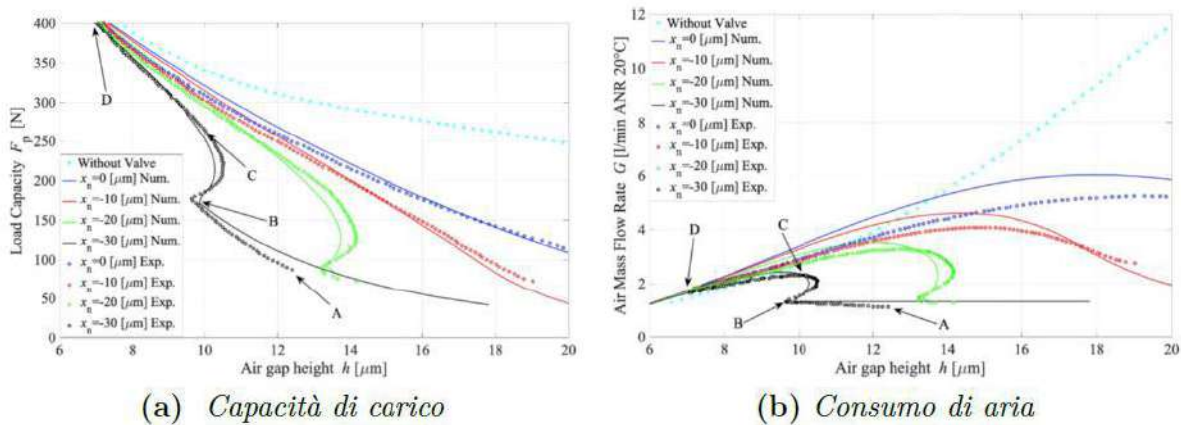 Load Capacity F_p [N]
400
350
300
250
200
150
100
50
0
6
8
10
12
14
16
18
20
Air gap height h [μm]
Without Valve
x_n=0 [μm] Num.
x_n=-10 [μm] Num.
x_n=-20 [μm] Num.
x_n=-30 [μm] Num.
x_n=0 [μm] Exp.
x_n=-10 [μm] Exp.
x_n=-20 [μm] Exp.
x_n=-30 [μm] Exp.
D
C
B
A
(a) Capacità di carico
Air Mass Flow Rate G [l/min ANR 20°C]
12
10
8
6
4
2
0
6
8
10
12
14
16
18
20
Air gap height h [μm]
Without Valve
x_n=0 [μm] Num.
x_n=-10 [μm] Num.
x_n=-20 [μm] Num.
x_n=-30 [μm] Num.
x_n=0 [μm] Exp.
x_n=-10 [μm] Exp.
x_n=-20 [μm] Exp.
x_n=-30 [μm] Exp.
D
C
B
A
(b) Consumo di aria